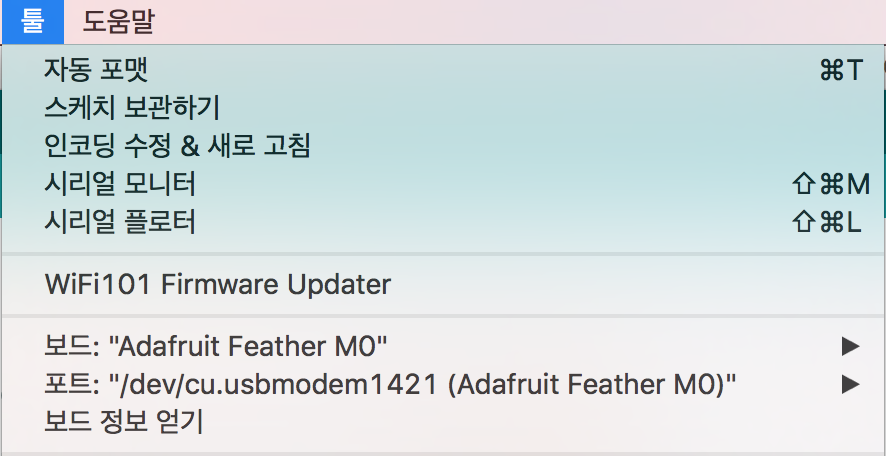 툴 도움말
자동 포맷 ⌘T
스케치 보관하기
인코딩 수정 & 새로 고침
시리얼 모니터 ⇧⌘M
시리얼 플로터 ⇧⌘L
WiFi101 Firmware Updater
보드: "Adafruit Feather M0" ▶
포트: "/dev/cu.usbmodem1421 (Adafruit Feather M0)" ▶
보드 정보 얻기